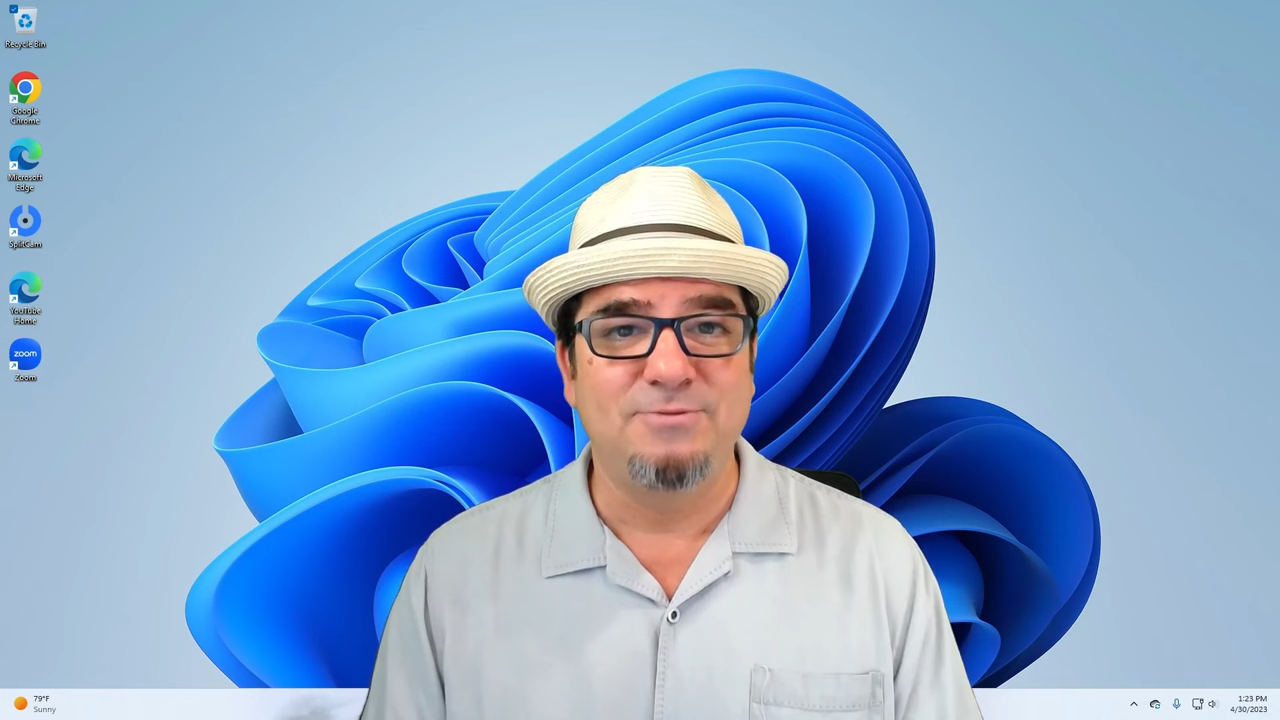 Recycle Bin
Google
Chrome
Microsoft
Edge
SplitCam
YouTube
Home
zoom
Zoom
79°F
Sunny
1:23 PM
4/30/2023